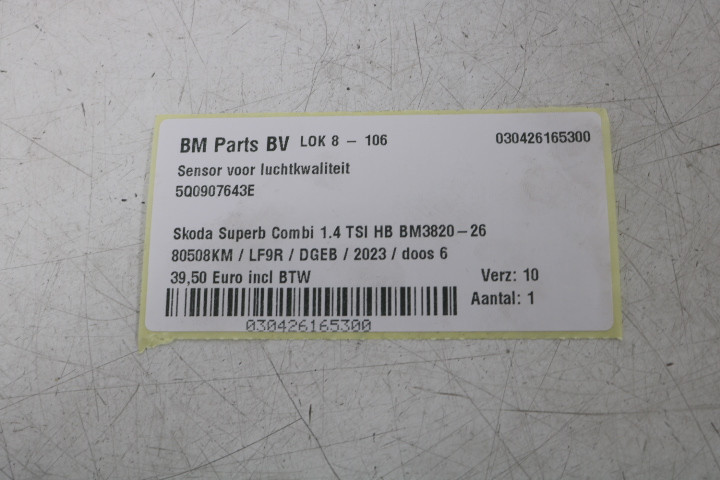 BM Parts BV LOK 8 - 106 030426165300
Sensor voor luchtkwaliteit
5Q0907643E
Skoda Superb Combi 1.4 TSI HB BM3820-26
80508KM / LF9R / DGEB / 2023 / doos 6
39,50 Euro incl BTW Verz: 10
Aantal: 1
030426165300